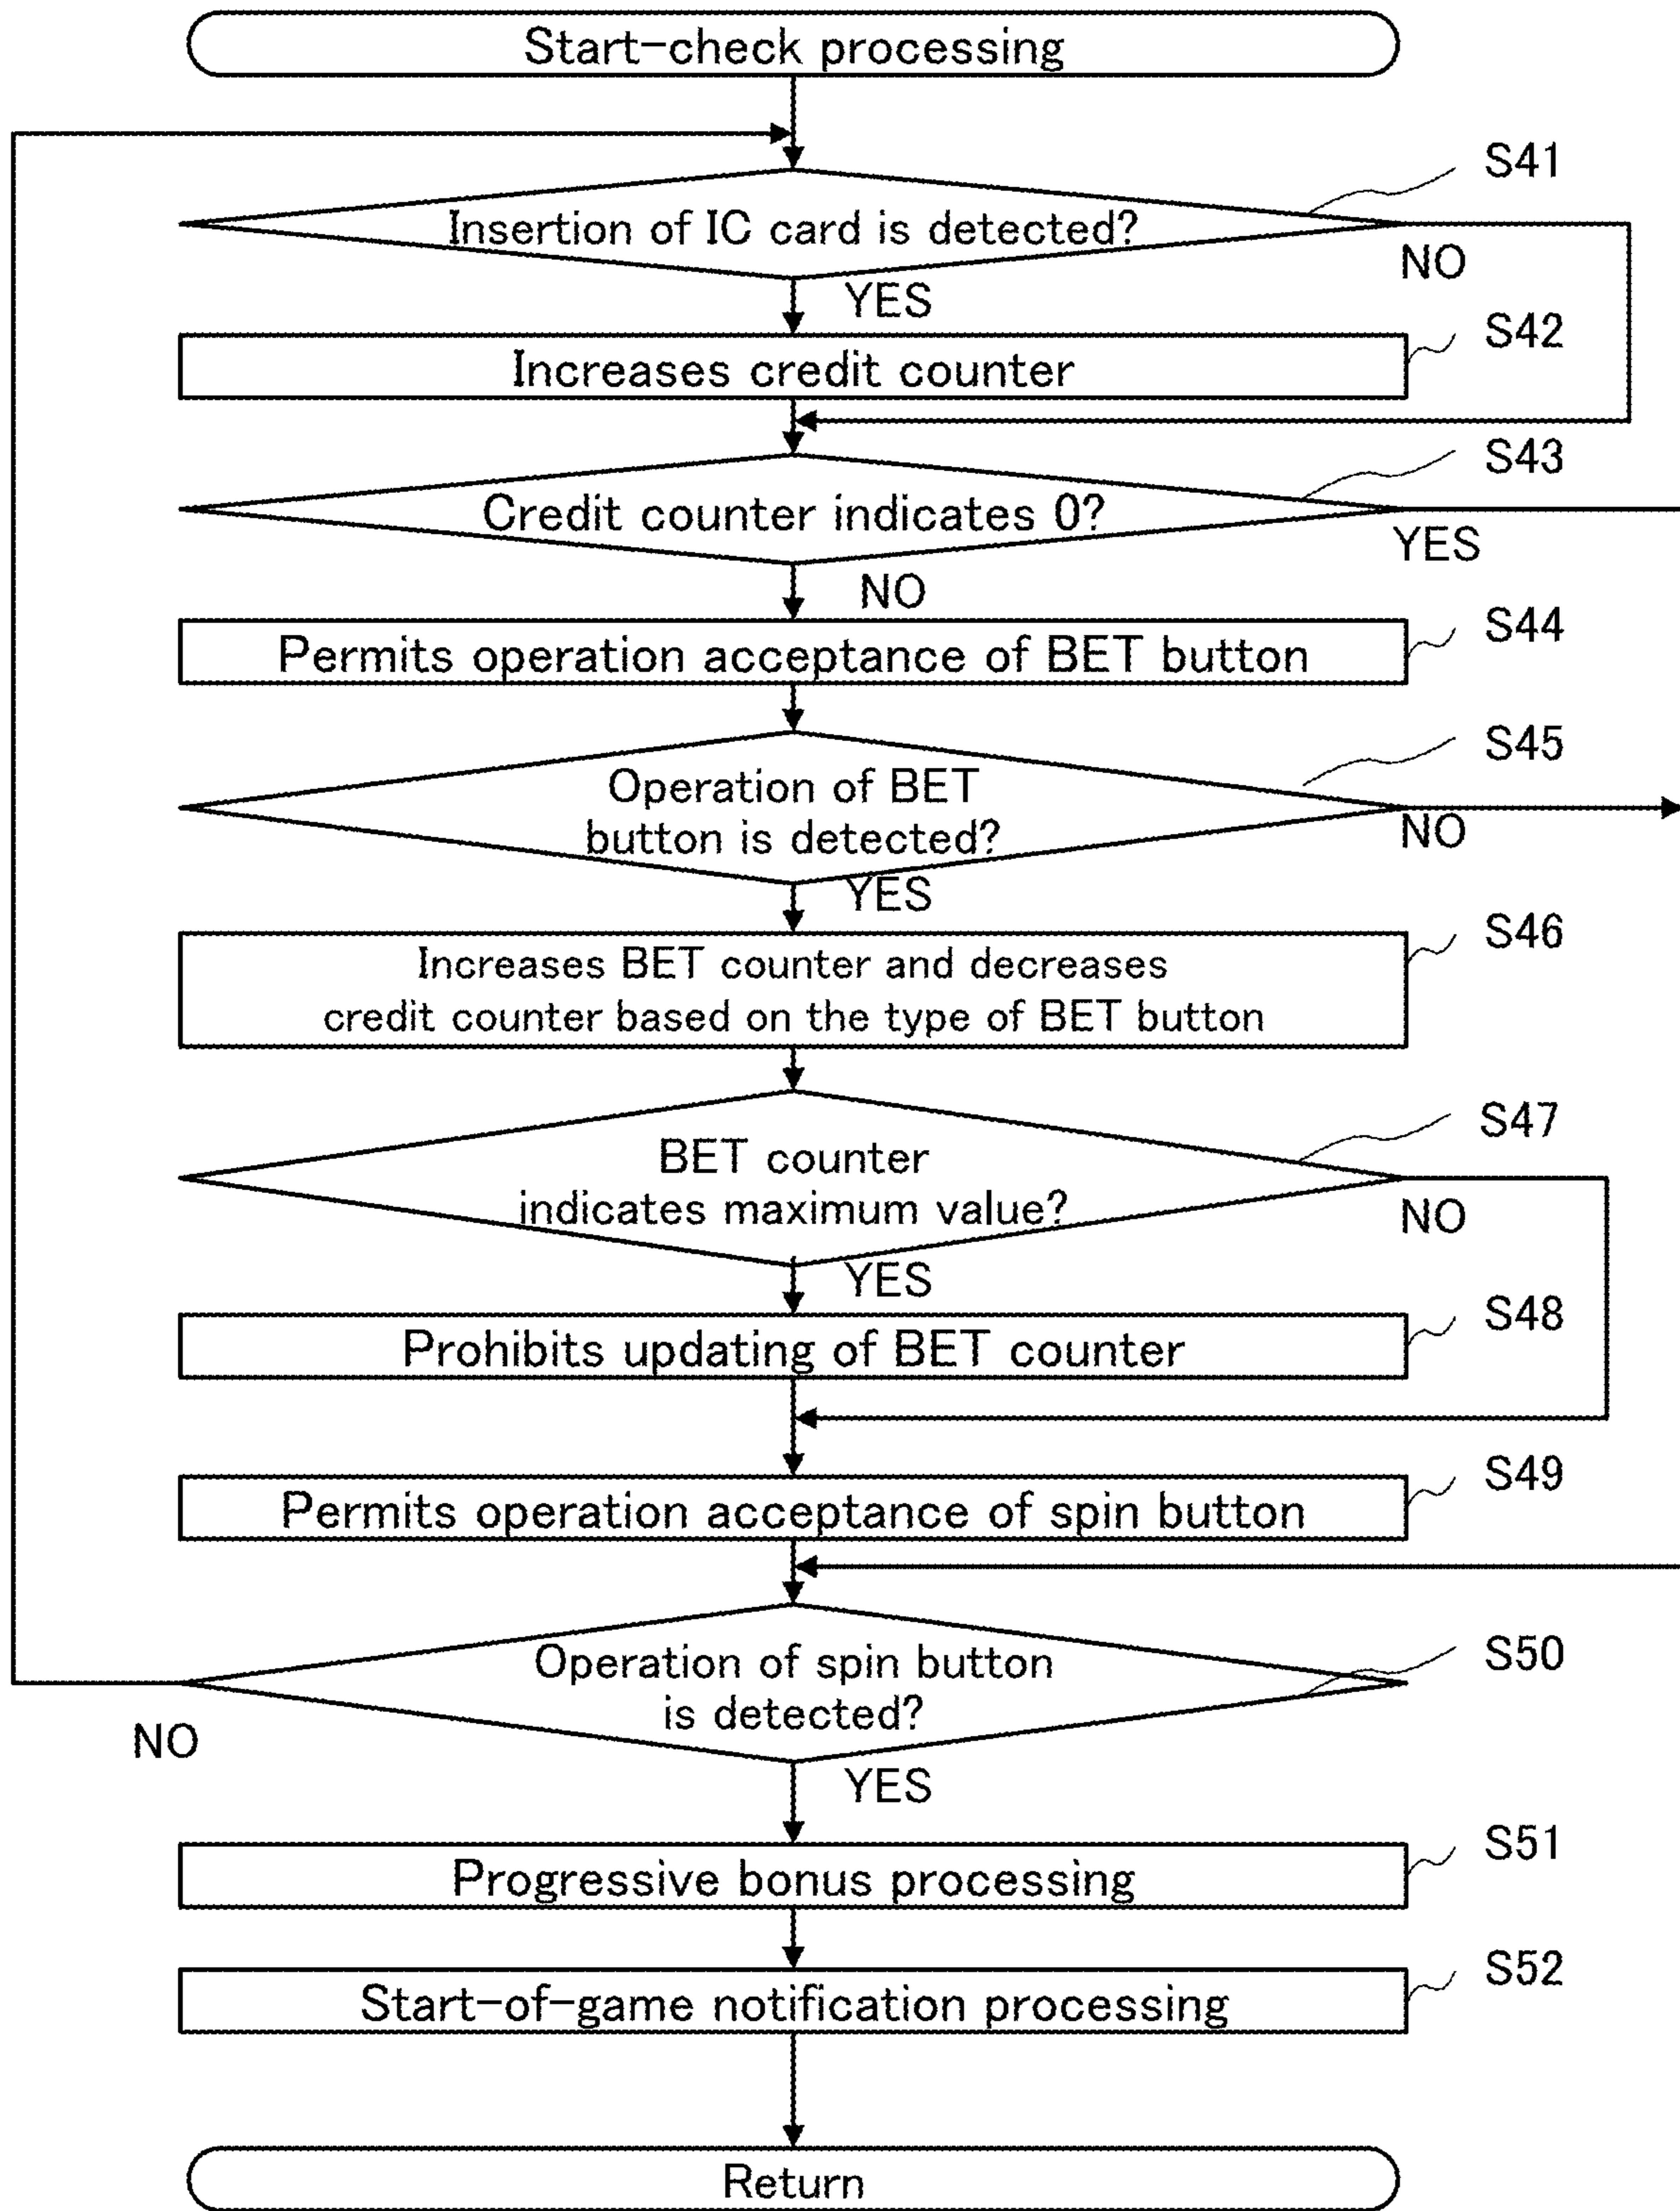 Start-check processing
S41
Insertion of IC card is detected?
NO
YES
S42
Increases credit counter
S43
Credit counter indicates 0?
YES
NO
S44
Permits operation acceptance of BET button
S45
Operation of BET
button is detected?
NO
YES
S46
Increases BET counter and decreases
credit counter based on the type of BET button
S47
BET counter
indicates maximum value?
NO
YES
S48
Prohibits updating of BET counter
S49
Permits operation acceptance of spin button
S50
Operation of spin button
is detected?
NO
YES
S51
Progressive bonus processing
S52
Start-of-game notification processing
Return